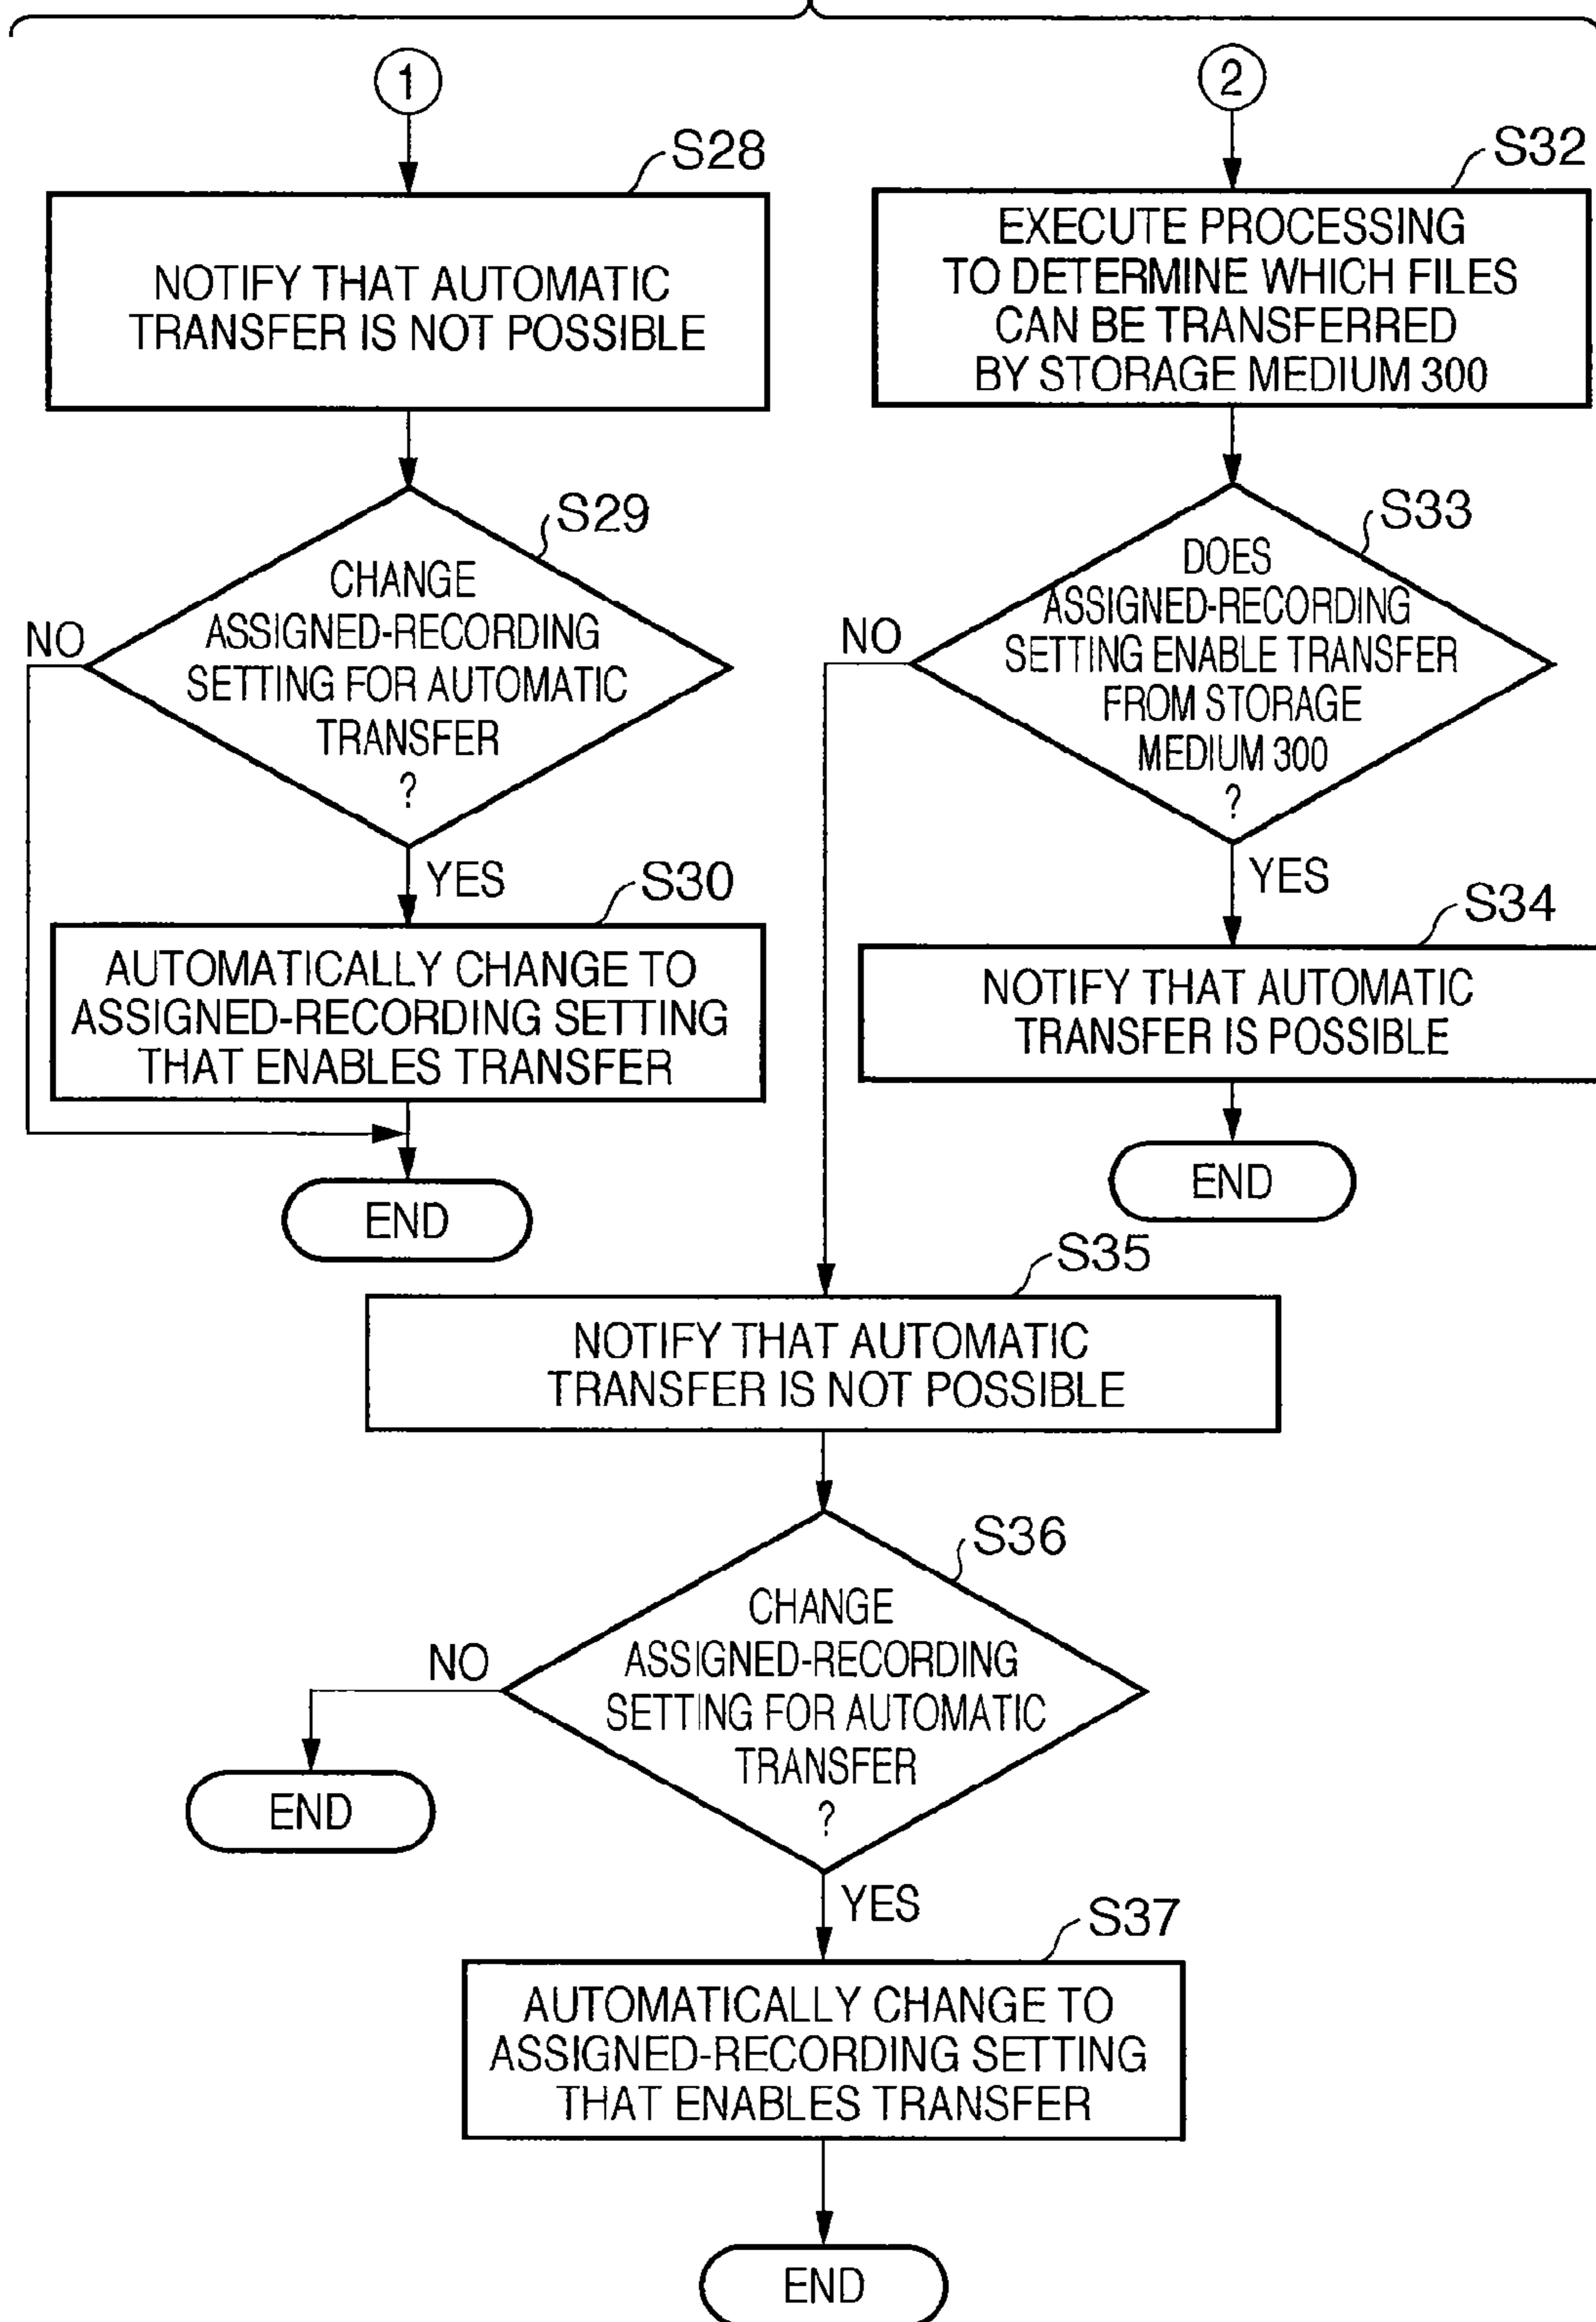 1
S28
NOTIFY THAT AUTOMATIC
TRANSFER IS NOT POSSIBLE
S29
CHANGE
ASSIGNED-RECORDING
SETTING FOR AUTOMATIC
TRANSFER
?
NO
YES
S30
AUTOMATICALLY CHANGE TO
ASSIGNED-RECORDING SETTING
THAT ENABLES TRANSFER
END
2
S32
EXECUTE PROCESSING
TO DETERMINE WHICH FILES
CAN BE TRANSFERRED
BY STORAGE MEDIUM 300
S33
DOES
ASSIGNED-RECORDING
SETTING ENABLE TRANSFER
FROM STORAGE
MEDIUM 300
?
NO
YES
S34
NOTIFY THAT AUTOMATIC
TRANSFER IS POSSIBLE
END
S35
NOTIFY THAT AUTOMATIC
TRANSFER IS NOT POSSIBLE
S36
CHANGE
ASSIGNED-RECORDING
SETTING FOR AUTOMATIC
TRANSFER
?
NO
END
YES
S37
AUTOMATICALLY CHANGE TO
ASSIGNED-RECORDING SETTING
THAT ENABLES TRANSFER
END